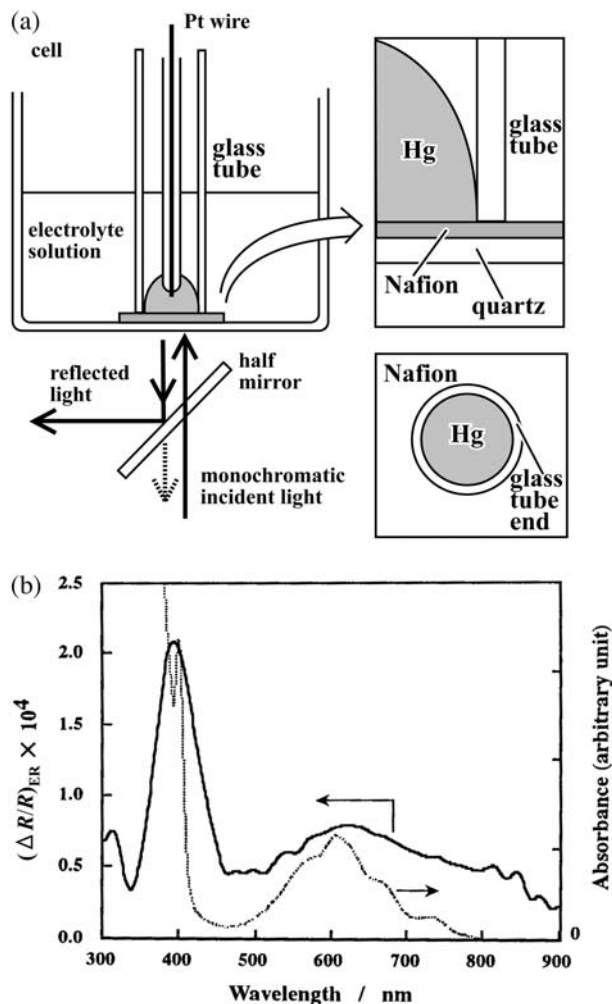 (a)
Pt wire
cell
glass
tube
electrolyte
solution
Hg
glass
tube
Nafion
quartz
reflected
light
half
mirror
monochromatic
incident light
Nafion
Hg
glass
tube
end
(b)
(ΔR/R)ER × 10⁴
2.5
2.0
1.5
1.0
0.5
0.0
300 400 500 600 700 800 900
Wavelength / nm
0
Absorbance (arbitrary unit)